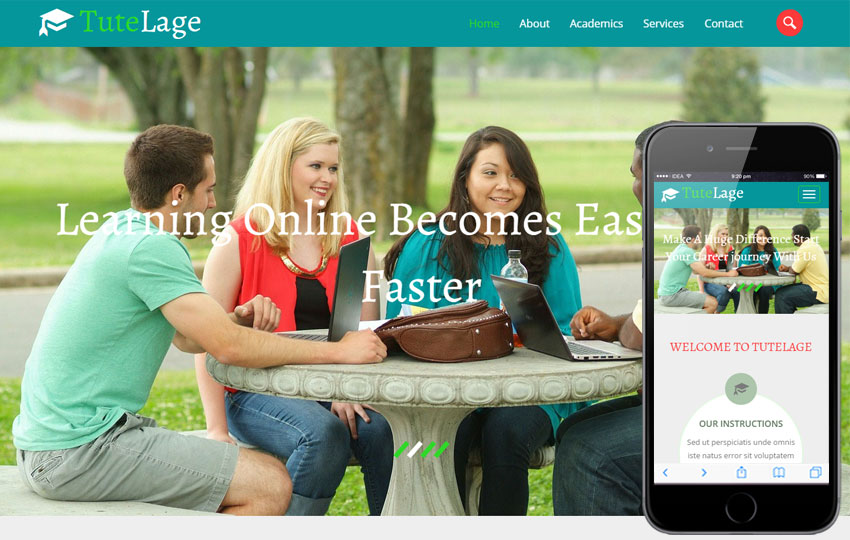 TuteLage
Home About Academics Services Contact
Learning Online Becomes Eas
Faster
IDEA 9:20 pm 90%
TuteLage
Make A Huge Difference Start
Your Career journey With Us
WELCOME TO TUTELAGE
OUR INSTRUCTIONS
Sed ut perspiciatis unde omnis
iste natus error sit voluptatem